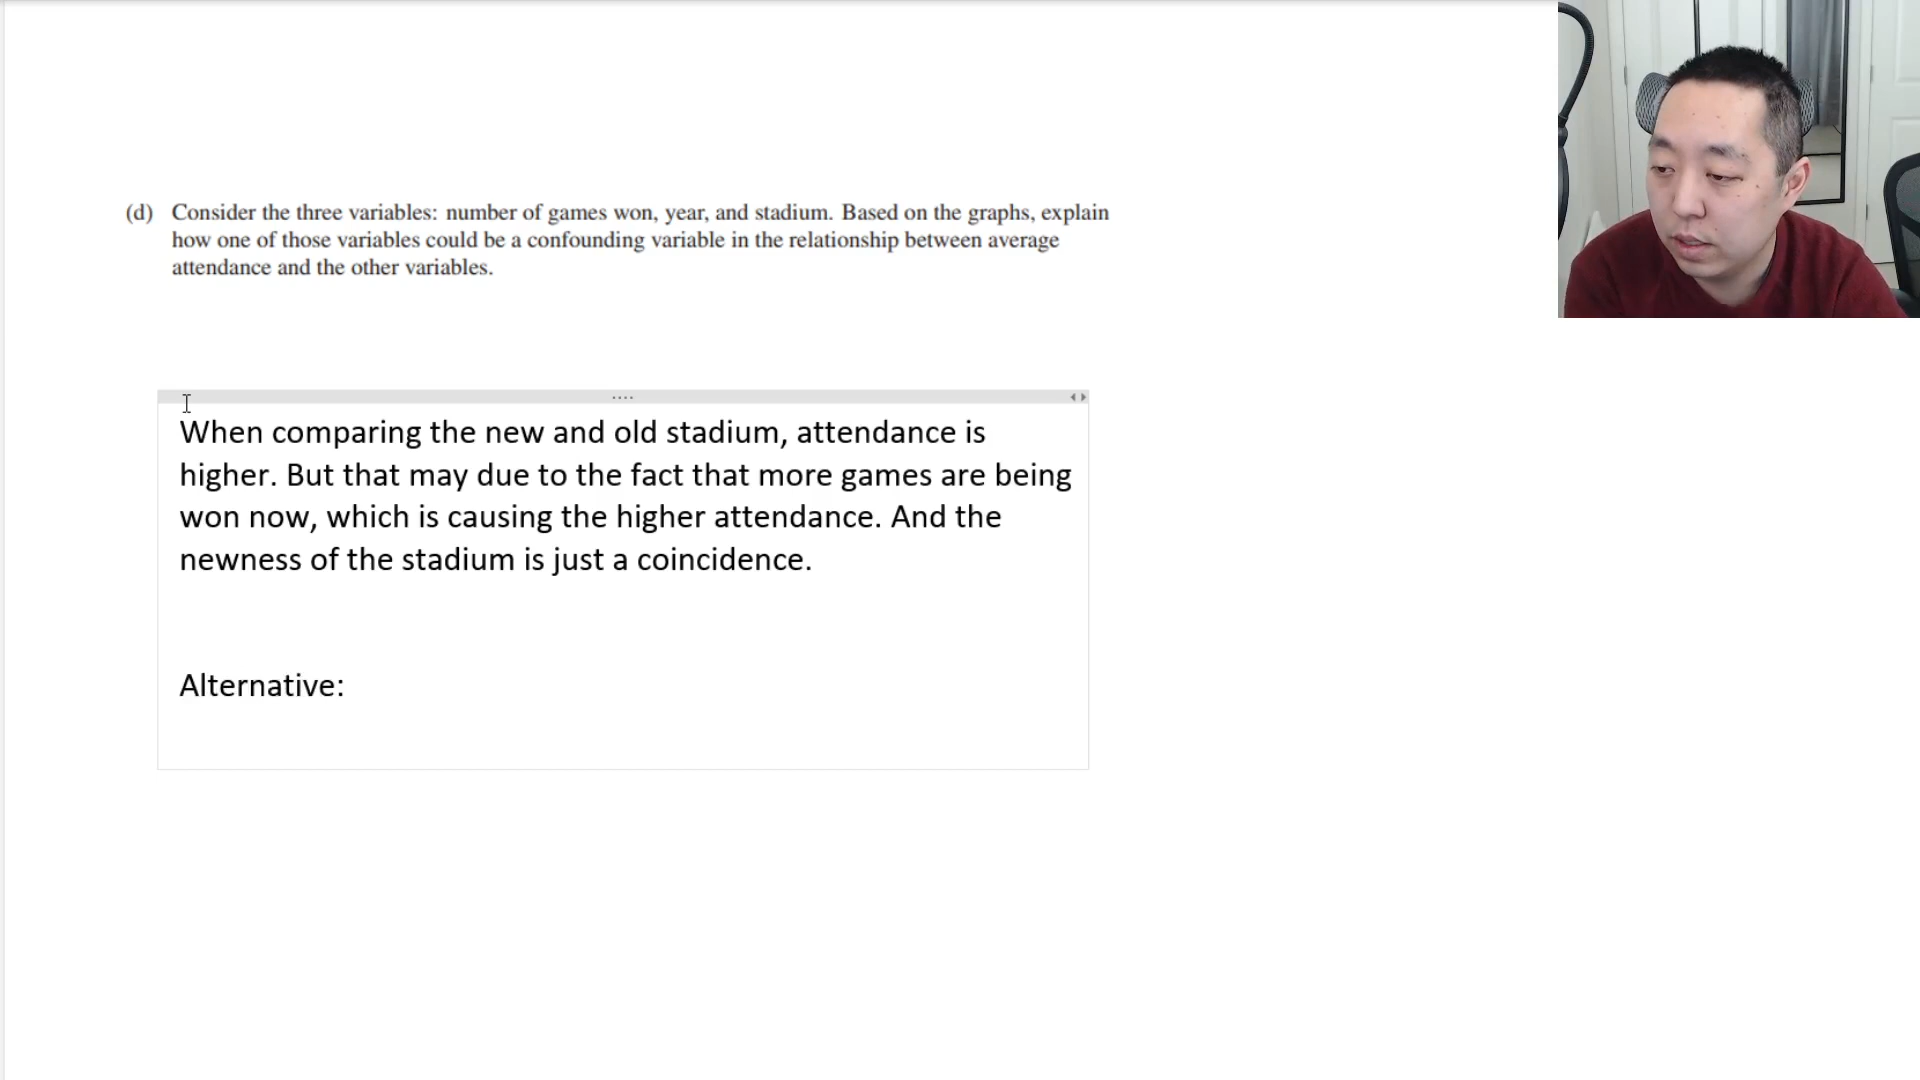 (d) Consider the three variables: number of games won, year, and stadium. Based on the graphs, explain
how one of those variables could be a confounding variable in the relationship between average
attendance and the other variables.
When comparing the new and old stadium, attendance is
higher. But that may due to the fact that more games are being
won now, which is causing the higher attendance. And the
newness of the stadium is just a coincidence.
Alternative: